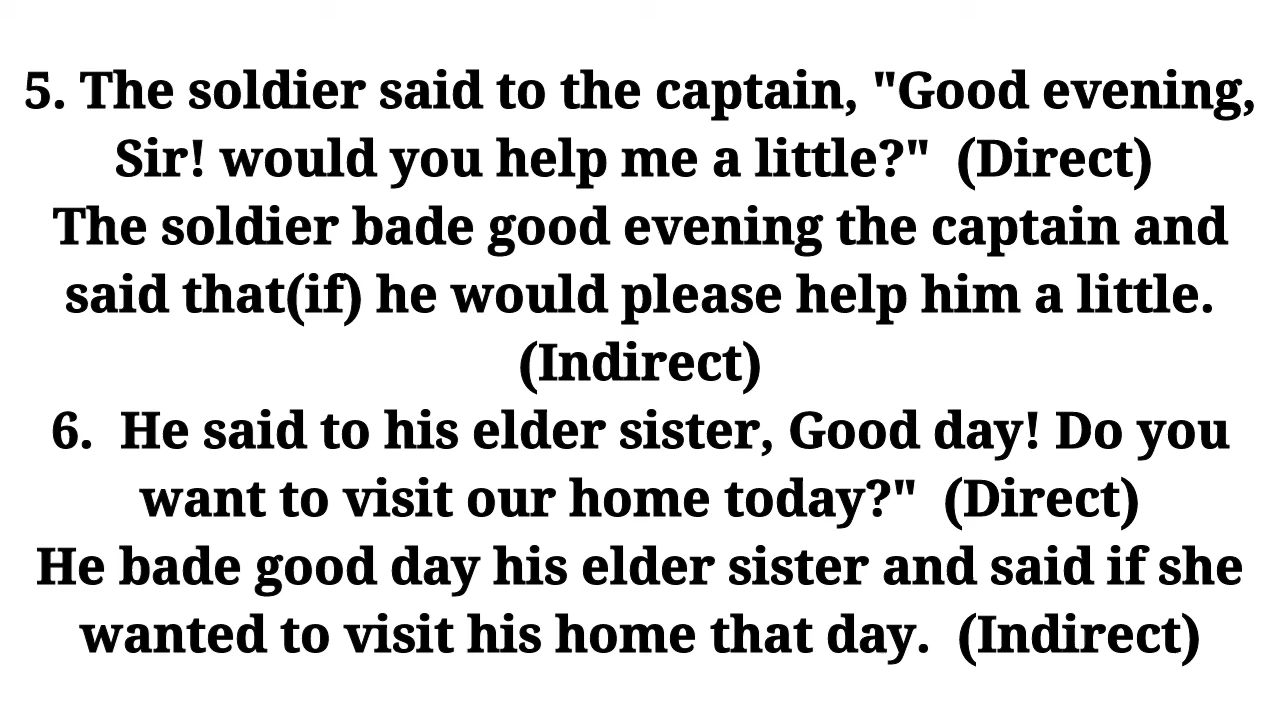 5. The soldier said to the captain, "Good evening,
Sir! would you help me a little?"  (Direct)
The soldier bade good evening the captain and
said that(if) he would please help him a little.
(Indirect)
6.  He said to his elder sister, Good day! Do you
want to visit our home today?"  (Direct)
He bade good day his elder sister and said if she
wanted to visit his home that day.  (Indirect)